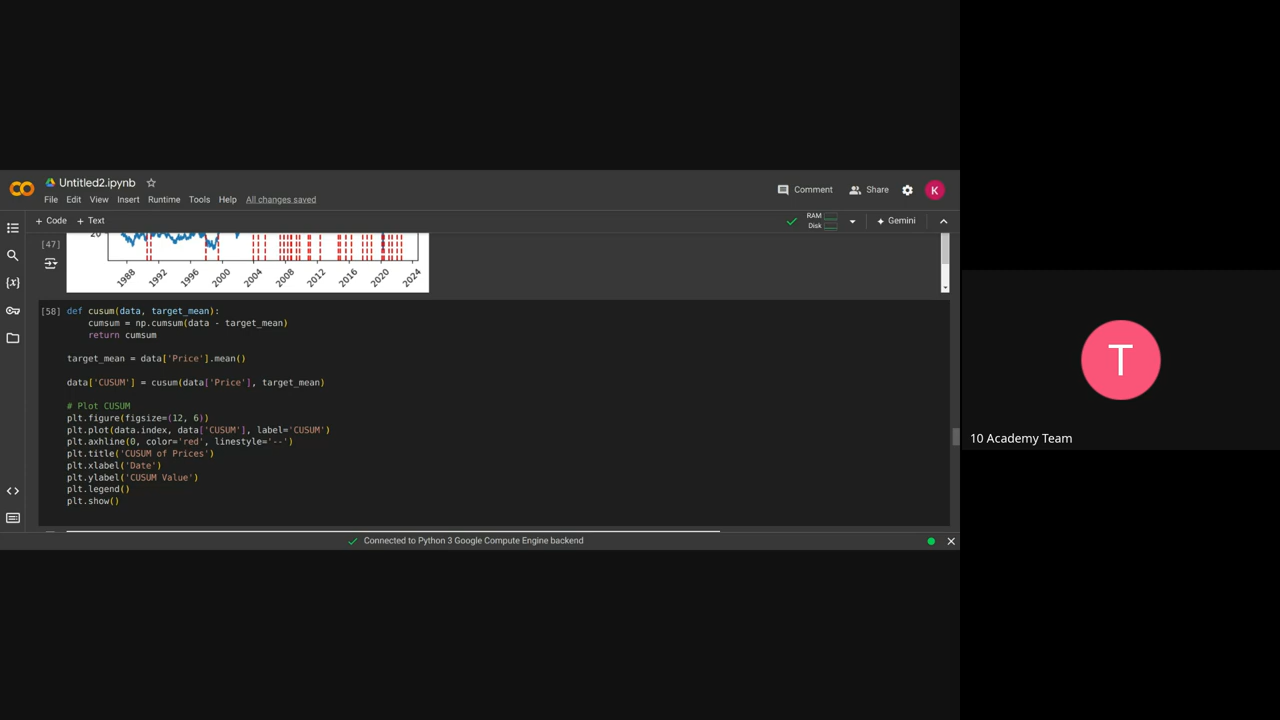 Untitled2.ipynb
File Edit View Insert Runtime Tools Help All changes saved
Comment Share K
+ Code + Text
RAM
Disk
Gemini
[47]
20
1988 1992 1996 2000 2004 2008 2012 2016 2020 2024
[58] def cusum(data, target_mean):
    cumsum = np.cumsum(data - target_mean)
    return cumsum
target_mean = data['Price'].mean()
data['CUSUM'] = cusum(data['Price'], target_mean)
# Plot CUSUM
plt.figure(figsize=(12, 6))
plt.plot(data.index, data['CUSUM'], label='CUSUM')
plt.axhline(0, color='red', linestyle='--')
plt.title('CUSUM of Prices')
plt.xlabel('Date')
plt.ylabel('CUSUM Value')
plt.legend()
plt.show()
Connected to Python 3 Google Compute Engine backend
T
10 Academy Team